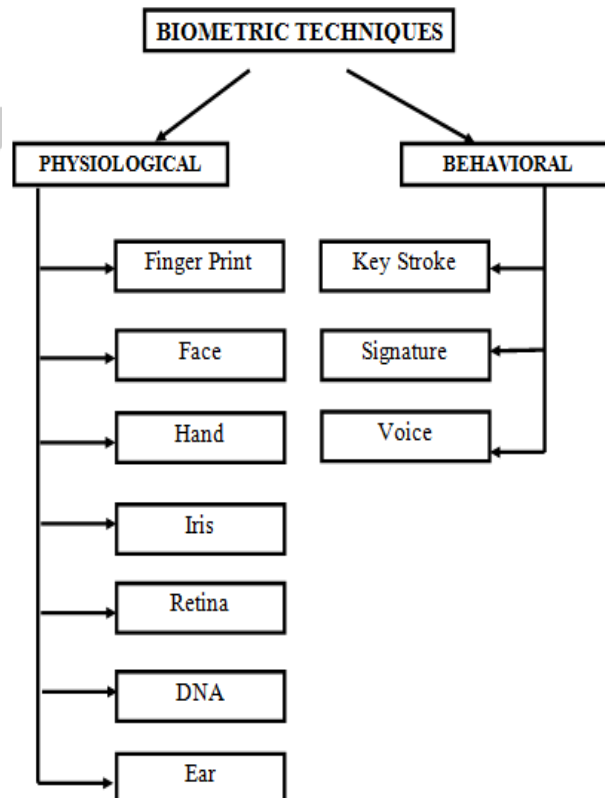 BIOMETRIC TECHNIQUES
PHYSIOLOGICAL
BEHAVIORAL
Finger Print
Key Stroke
Face
Signature
Hand
Voice
Iris
Retina
DNA
Ear